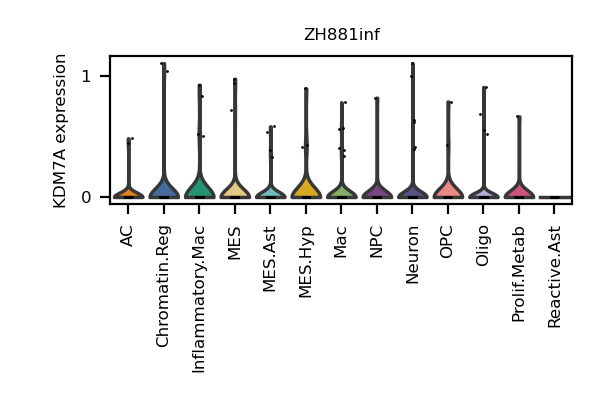 ZH881inf
KDM7A expression
1
0
AC
Chromatin.Reg
Inflammatory.Mac
MES
MES.Ast
MES.Hyp
Mac
NPC
Neuron
OPC
Oligo
Prolif.Metab
Reactive.Ast